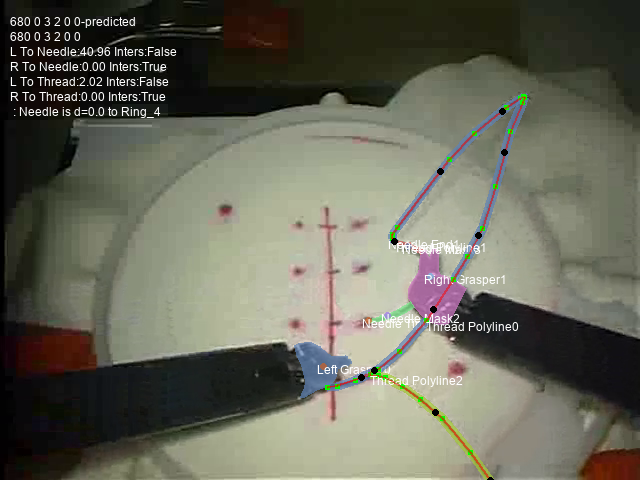 680 0 3 2 0 0-predicted
680 0 3 2 0 0
L To Needle:40.96 Inters:False
R To Needle:0.00 Inters:True
L To Thread:2.02 Inters:False
R To Thread:0.00 Inters:True
: Needle is d=0.0 to Ring_4
Needle End1
Right Grasper1
Needle Mask2
Thread Polyline0
Left Grasper0
Thread Polyline2